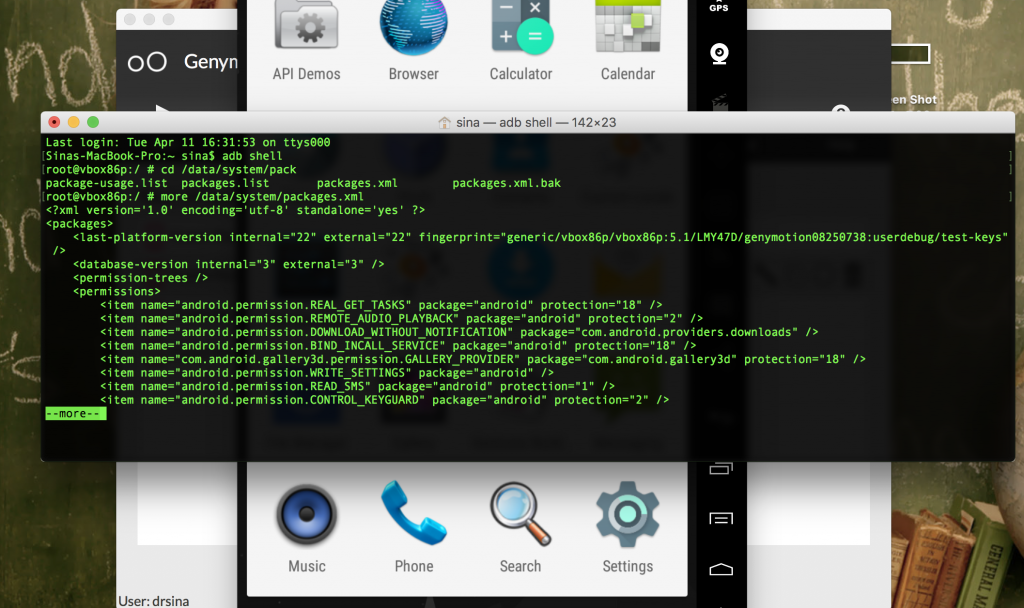 GPS
Genym
API Demos
Browser
Calculator
Calendar
en Shot
sina — adb shell — 142×23
Last login: Tue Apr 11 16:31:53 on ttys000
[Sinas-MacBook-Pro:~ sina$ adb shell ]
[root@vbox86p:/ # cd /data/system/pack ]
package-usage.list packages.list packages.xml packages.xml.bak
[root@vbox86p:/ # more /data/system/packages.xml ]
<?xml version='1.0' encoding='utf-8' standalone='yes' ?>
<packages>
<last-platform-version internal="22" external="22" fingerprint="generic/vbox86p/vbox86p:5.1/LMY47D/genymotion08250738:userdebug/test-keys"
/>
<database-version internal="3" external="3" />
<permission-trees />
<permissions>
<item name="android.permission.REAL_GET_TASKS" package="android" protection="18" />
<item name="android.permission.REMOTE_AUDIO_PLAYBACK" package="android" protection="2" />
<item name="android.permission.DOWNLOAD_WITHOUT_NOTIFICATION" package="com.android.providers.downloads" />
<item name="android.permission.BIND_INCALL_SERVICE" package="android" protection="18" />
<item name="com.android.gallery3d.permission.GALLERY_PROVIDER" package="com.android.gallery3d" protection="18" />
<item name="android.permission.WRITE_SETTINGS" package="android" />
<item name="android.permission.READ_SMS" package="android" protection="1" />
<item name="android.permission.CONTROL_KEYGUARD" package="android" protection="2" />
--more--
Music
Phone
Search
Settings
User: drsina
GENERAL